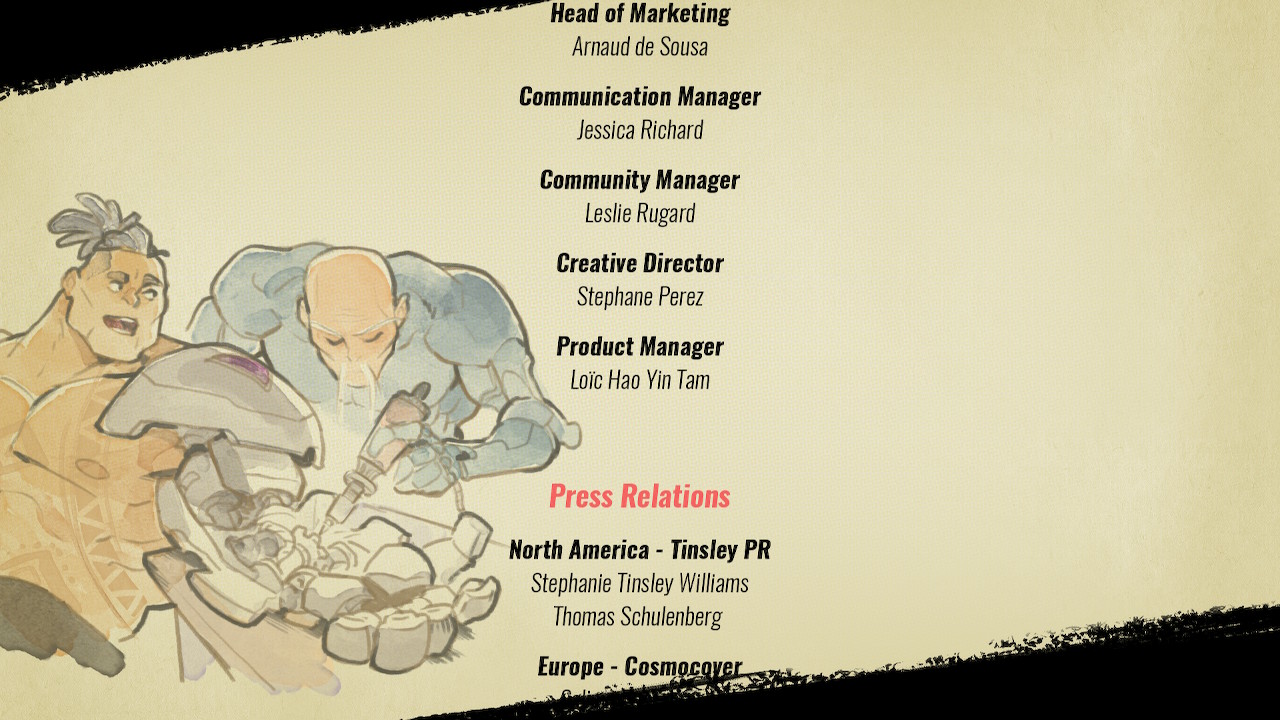 Head of Marketing
Arnaud de Sousa
Communication Manager
Jessica Richard
Community Manager
Leslie Rugard
Creative Director
Stephane Perez
Product Manager
Loïc Hao Yin Tam
Press Relations
North America - Tinsley PR
Stephanie Tinsley Williams
Thomas Schulenberg
Europe - Cosmocover